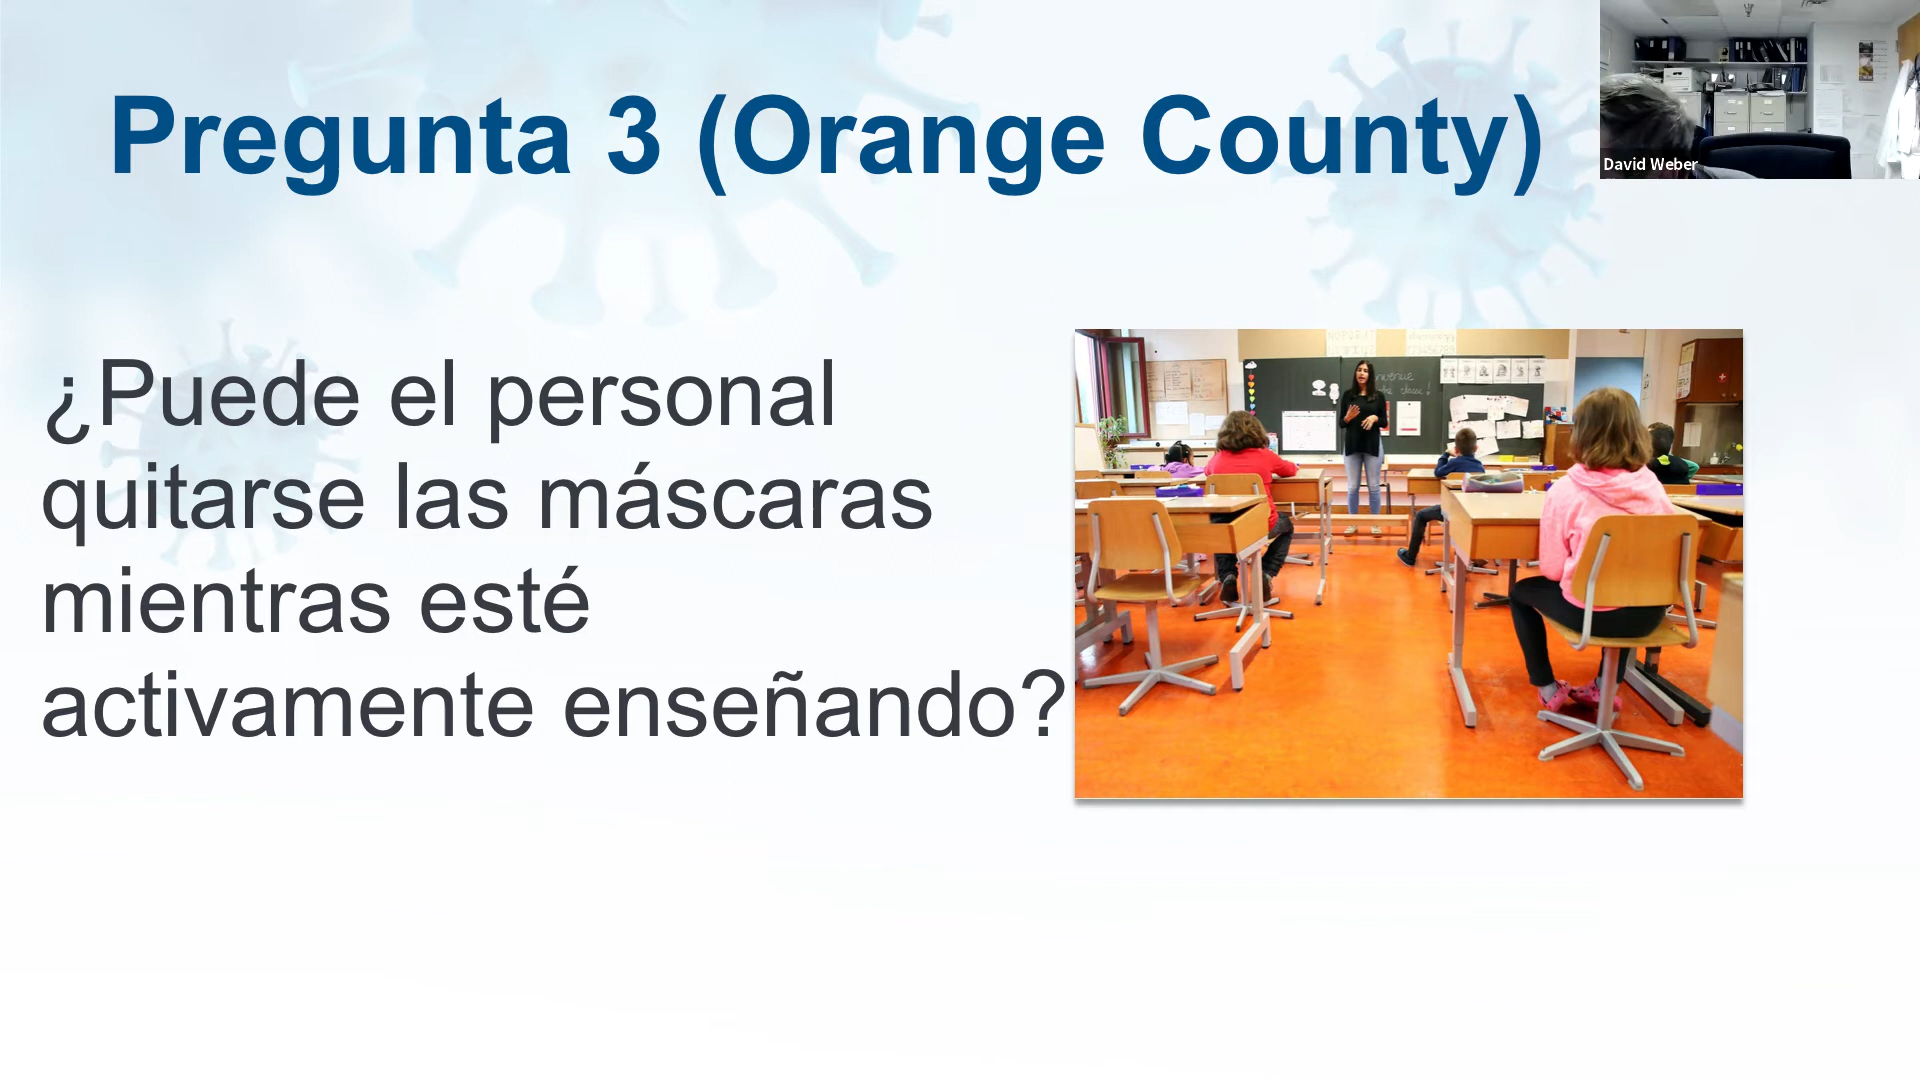 Pregunta 3 (Orange County)
David Weber
¿Puede el personal
quitarse las máscaras
mientras esté
activamente enseñando?